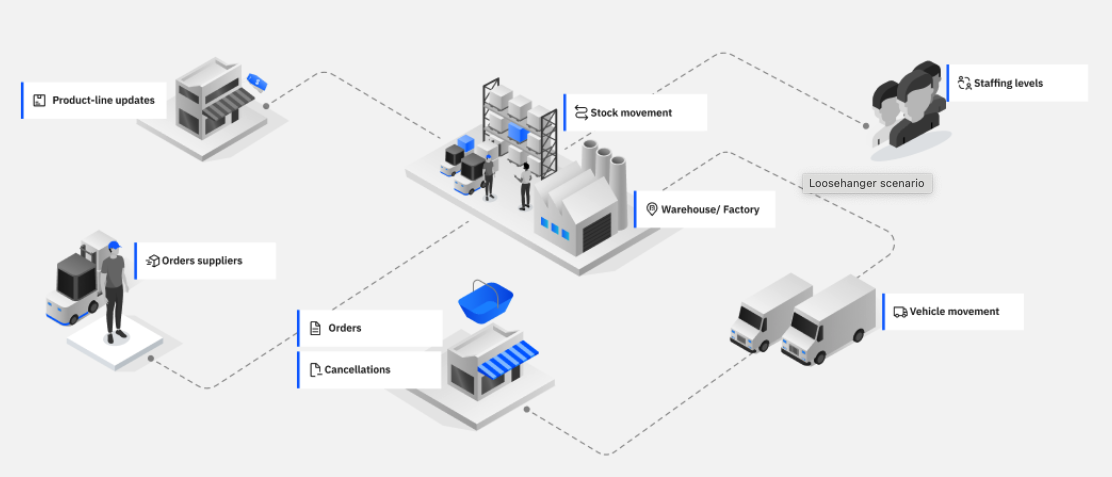 Product-line updates
Stock movement
Staffing levels
Loosehanger scenario
Warehouse/ Factory
Orders suppliers
Orders
Cancellations
Vehicle movement